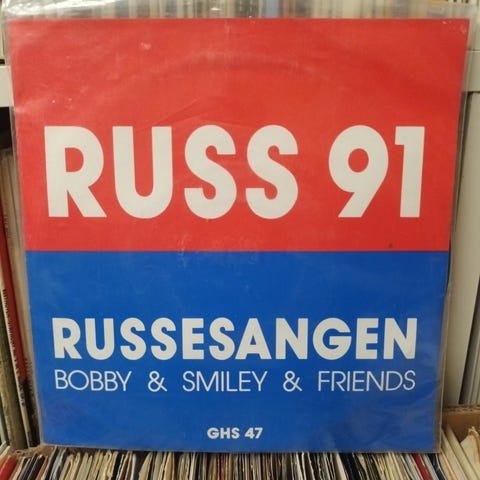 RUSS 91
RUSSESANGEN
BOBBY & SMILEY & FRIENDS
GHS 47